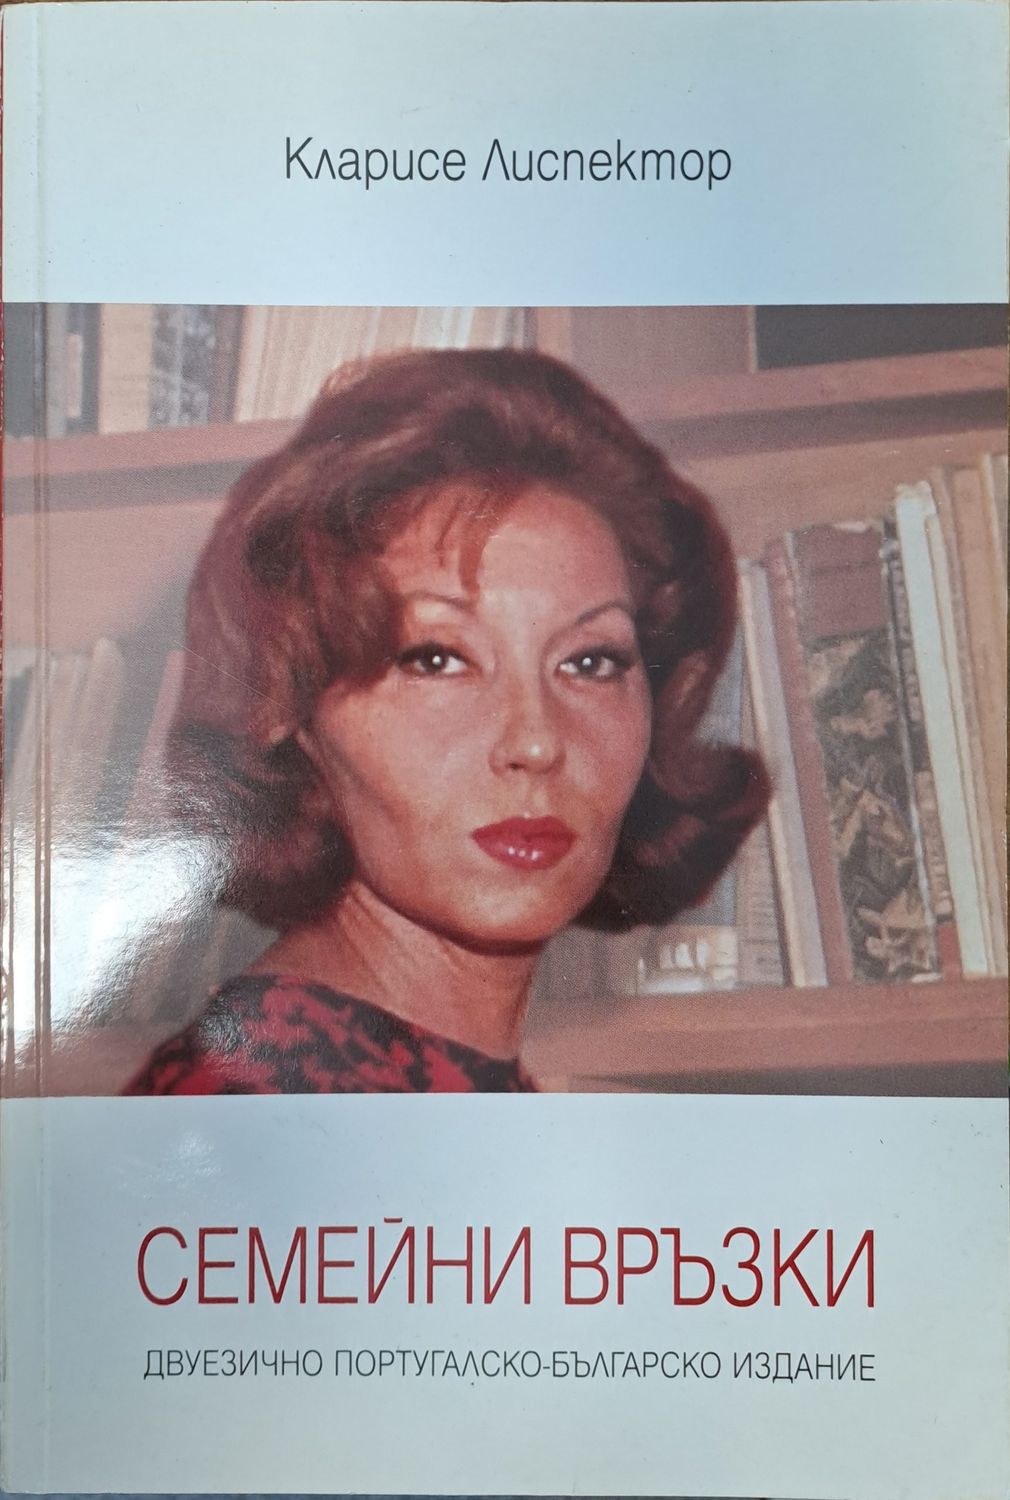 Кларисе Лиспектор
СЕМЕЙНИ ВРЪЗКИ
ДВУЕЗИЧНО ПОРТУГАЛСКО-БЪЛГАРСКО ИЗДАНИЕ